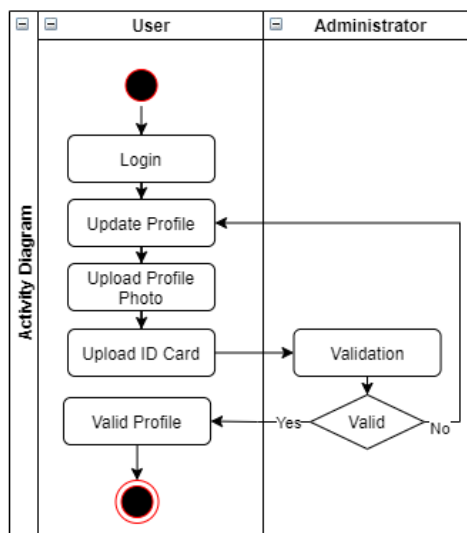 User
Administrator
Activity Diagram
Login
Update Profile
Upload Profile
Photo
Upload ID Card
Validation
Valid Profile
Yes
Valid
No